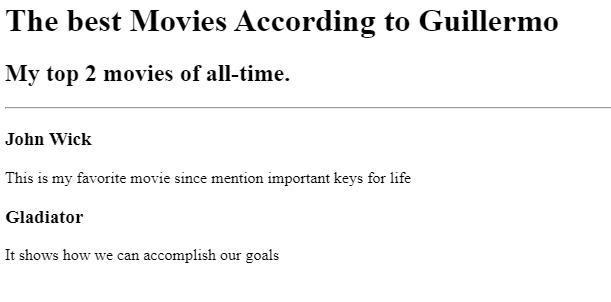 The best Movies According to Guillermo
My top 2 movies of all-time.
John Wick
This is my favorite movie since mention important keys for life
Gladiator
It shows how we can accomplish our goals